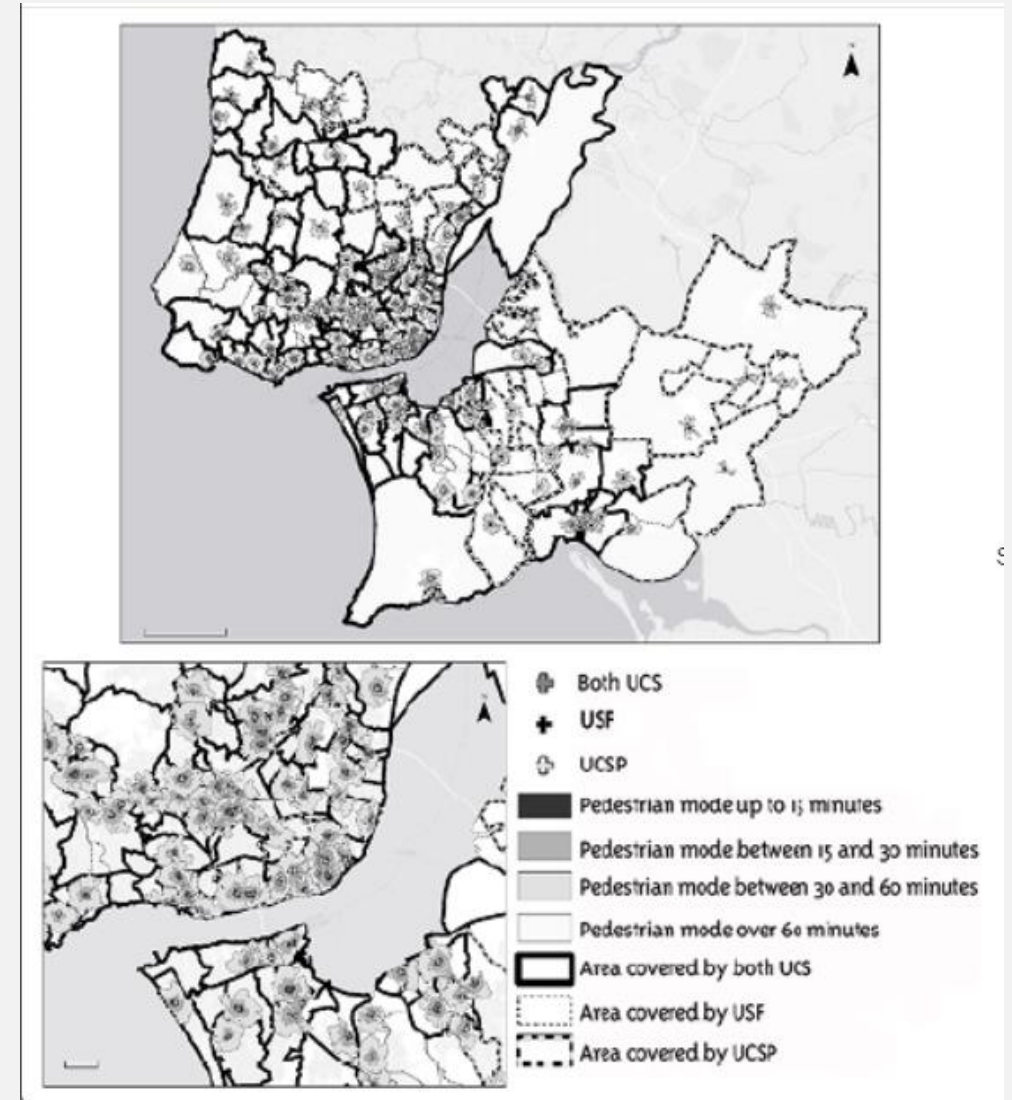 Both UCS
USF
UCSP
Pedestrian mode up to 15 minutes
Pedestrian mode between 15 and 30 minutes
Pedestrian mode between 30 and 60 minutes
Pedestrian mode over 60 minutes
Area covered by both UCS
Area covered by USF
Area covered by UCSP